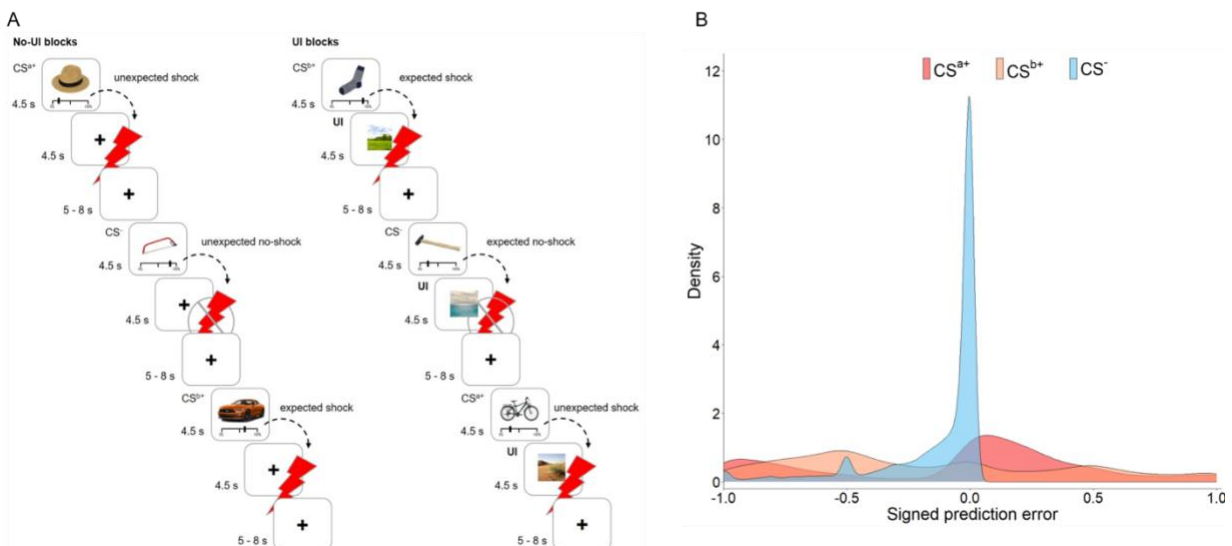 A
No-UI blocks
CSa+
unexpected shock
4.5 s
4.5 s
5 - 8 s
CS-
unexpected no-shock
4.5 s
4.5 s
5 - 8 s
CSb+
expected shock
4.5 s
4.5 s
5 - 8 s
UI blocks
CSb+
expected shock
4.5 s
UI
4.5 s
5 - 8 s
CS-
expected no-shock
4.5 s
UI
4.5 s
5 - 8 s
CSa+
unexpected shock
4.5 s
UI
4.5 s
5 - 8 s
B
CSa+ CSb+ CS-
Density
12
10
8
6
4
2
0
-1.0 -0.5 0.0 0.5 1.0
Signed prediction error